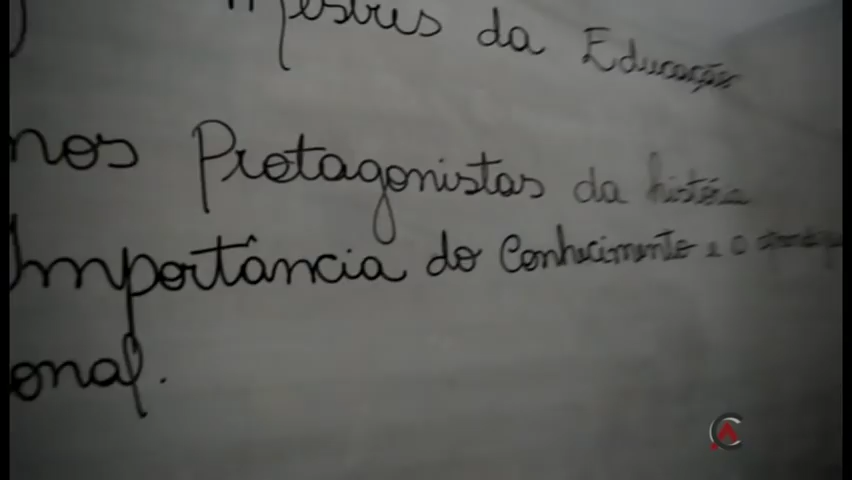 Mestres da Educação
nos Protagonistas da história
Importância do Conhecimento e o
onal.